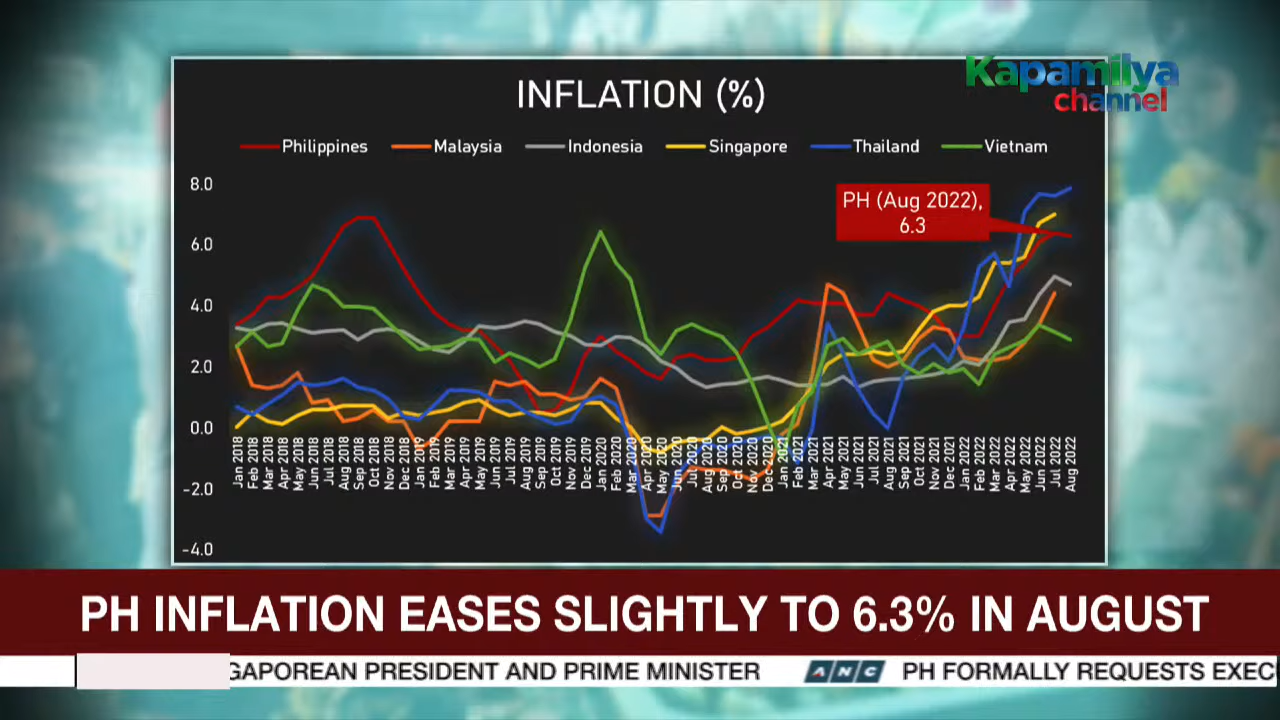 Kapamilya
channel
INFLATION (%)
Philippines Malaysia Indonesia Singapore Thailand Vietnam
8.0
6.0
4.0
2.0
0.0
-2.0
-4.0
PH (Aug 2022),
6.3
Jan 2018
Feb 2018
Mar 2018
Apr 2018
May 2018
Jun 2018
Jul 2018
Aug 2018
Sep 2018
Oct 2018
Nov 2018
Dec 2018
Jan 2019
Feb 2019
Mar 2019
Apr 2019
May 2019
Jun 2019
Jul 2019
Aug 2019
Sep 2019
Oct 2019
Nov 2019
Dec 2019
Jan 2020
Feb 2020
Mar 2020
Apr 2020
May 2020
Jun 2020
Jul 2020
Aug 2020
Sep 2020
Oct 2020
Nov 2020
Dec 2020
Jan 2021
Feb 2021
Mar 2021
Apr 2021
May 2021
Jun 2021
Jul 2021
Aug 2021
Sep 2021
Oct 2021
Nov 2021
Dec 2021
Jan 2022
Feb 2022
Mar 2022
Apr 2022
May 2022
Jun 2022
Jul 2022
Aug 2022
PH INFLATION EASES SLIGHTLY TO 6.3% IN AUGUST
GAPOREAN PRESIDENT AND PRIME MINISTER ANC PH FORMALLY REQUESTS EXEC